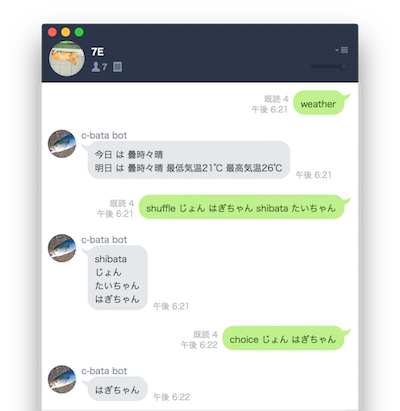 7E
7
既読 4
午後 6:21
weather
c-bata bot
今日 は 曇時々晴
明日 は 曇時々晴 最低気温21℃ 最高気温26℃
午後 6:21
既読 4
午後 6:21
shuffle じょん はぎちゃん shibata たいちゃん
c-bata bot
shibata
じょん
たいちゃん
はぎちゃん
午後 6:21
既読 4
午後 6:22
choice じょん はぎちゃん
c-bata bot
はぎちゃん
午後 6:22